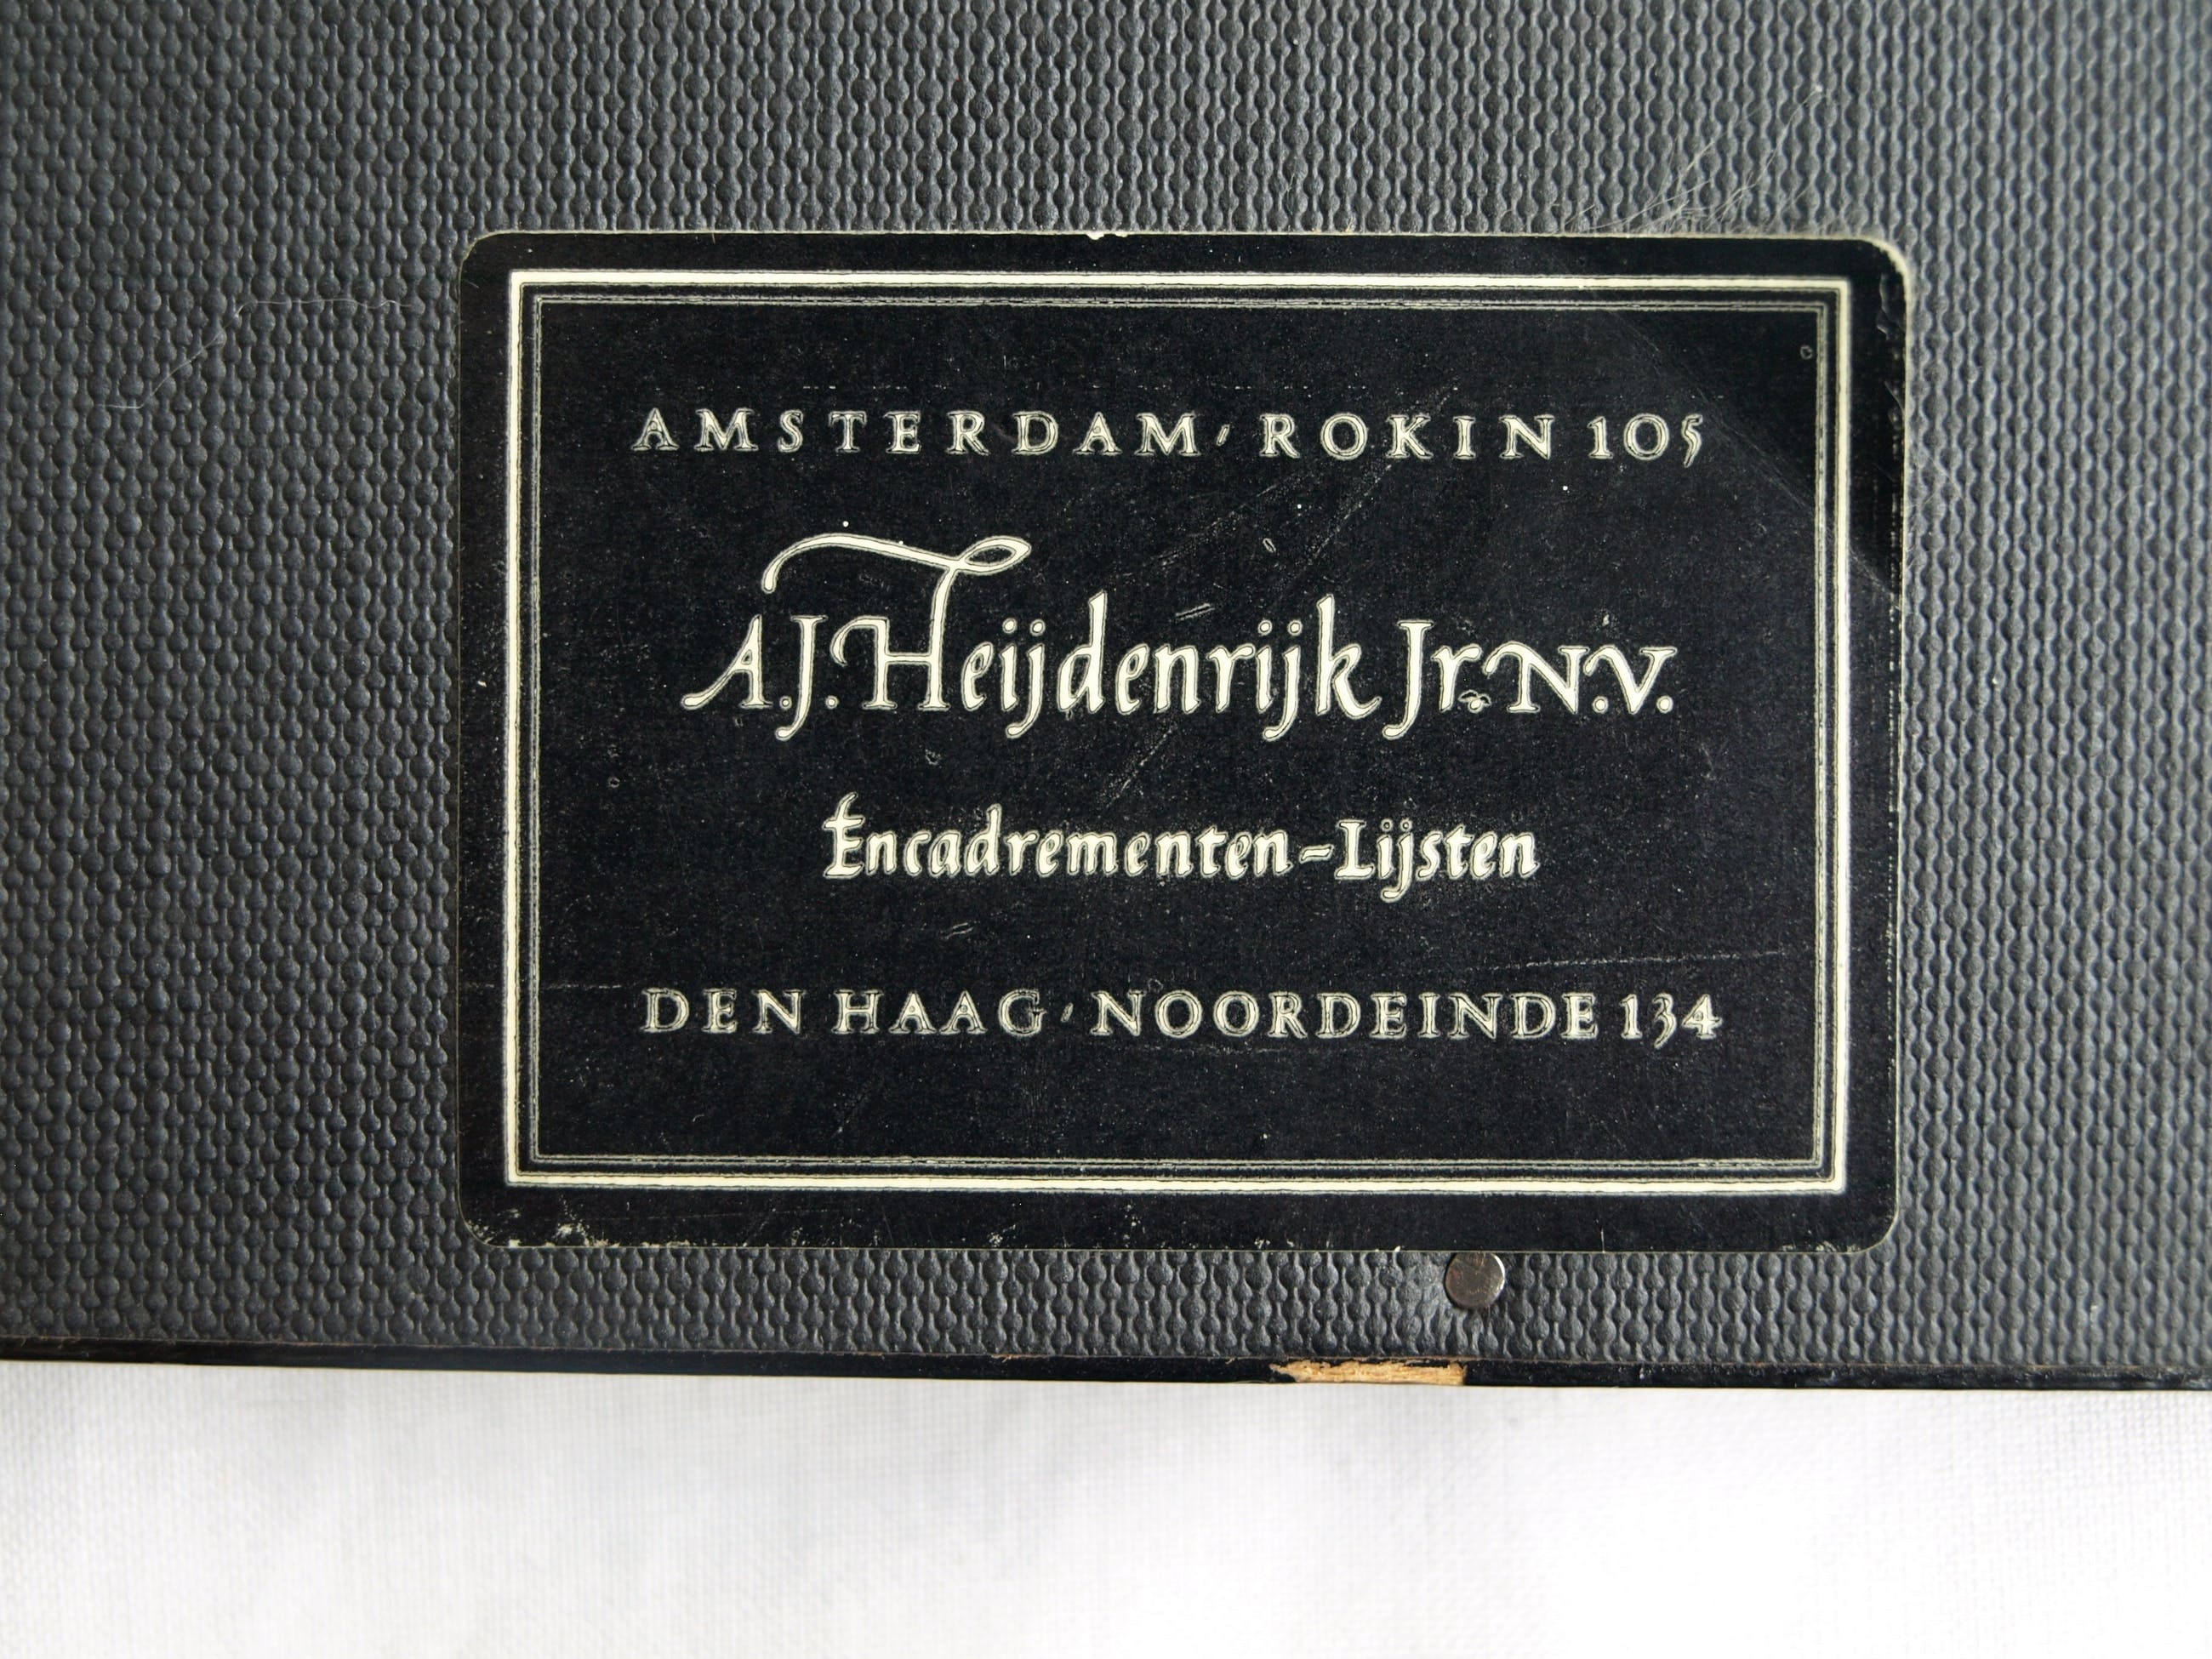 AMSTERDAM, ROKIN 105
A.J. Heijdenrijk Jr. N.V.
Encadrementen-Lijsten
DEN HAAG, NOORDEINDE 134